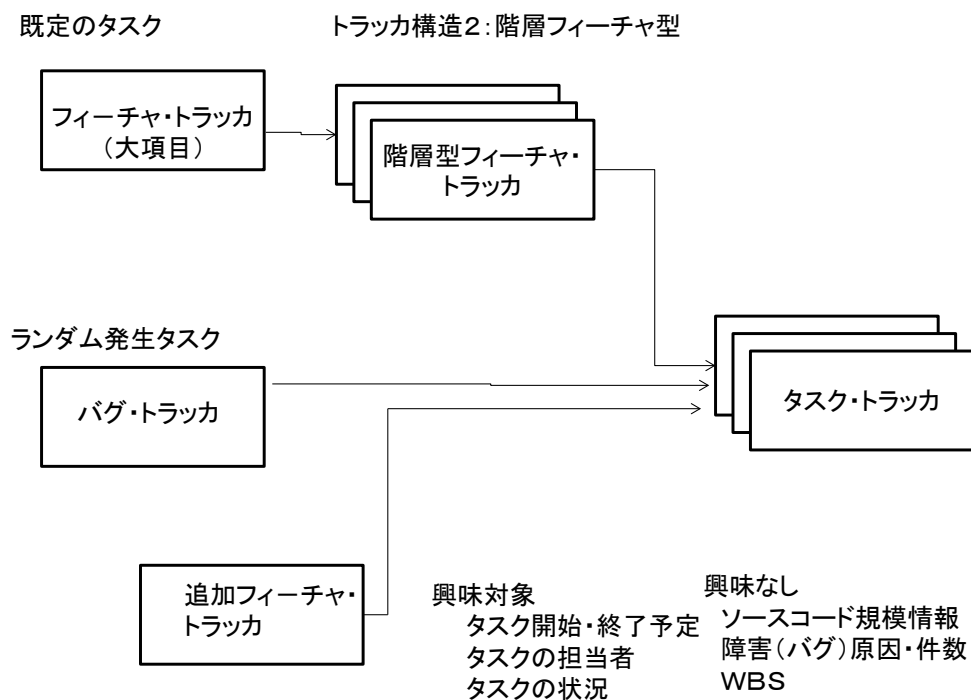 既定のタスク
トラッカ構造2:階層フィーチャ型
フィーチャ・トラッカ
(大項目)
階層型フィーチャ・
トラッカ
ランダム発生タスク
バグ・トラッカ
タスク・トラッカ
追加フィーチャ・
トラッカ
興味対象
タスク開始・終了予定
タスクの担当者
タスクの状況
興味なし
ソースコード規模情報
障害(バグ)原因・件数
WBS